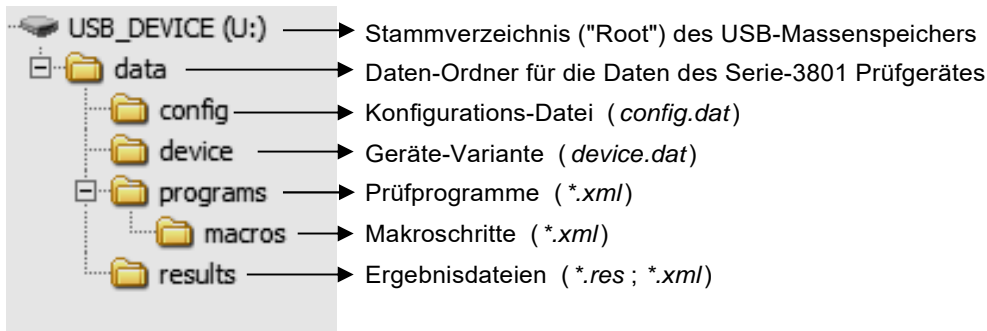 USB_DEVICE (U:) Stammverzeichnis ("Root") des USB-Massenspeichers
data Daten-Ordner für die Daten des Serie-3801 Prüfgerätes
config Konfigurations-Datei (config.dat)
device Geräte-Variante (device.dat)
programs Prüfprogramme (*.xml)
macros Makroschritte (*.xml)
results Ergebnisdateien (*.res ; *.xml)